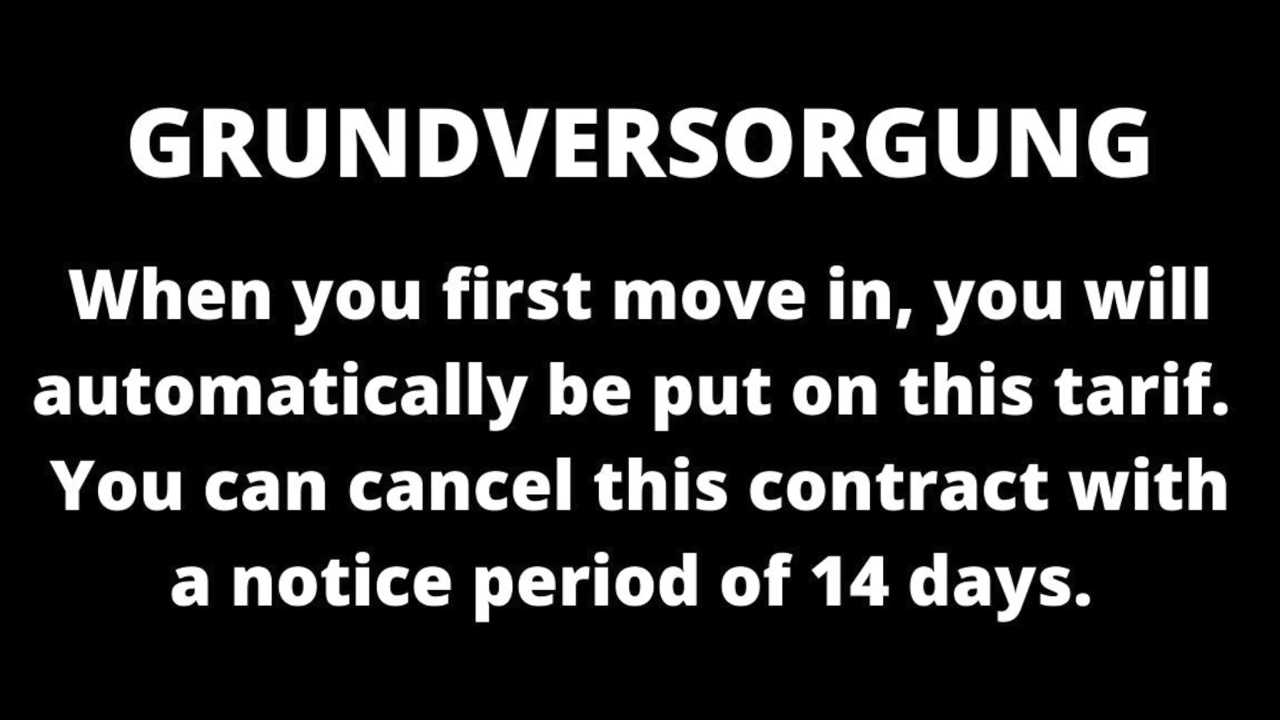 GRUNDVERSORGUNG
When you first move in, you will
automatically be put on this tarif.
You can cancel this contract with
a notice period of 14 days.